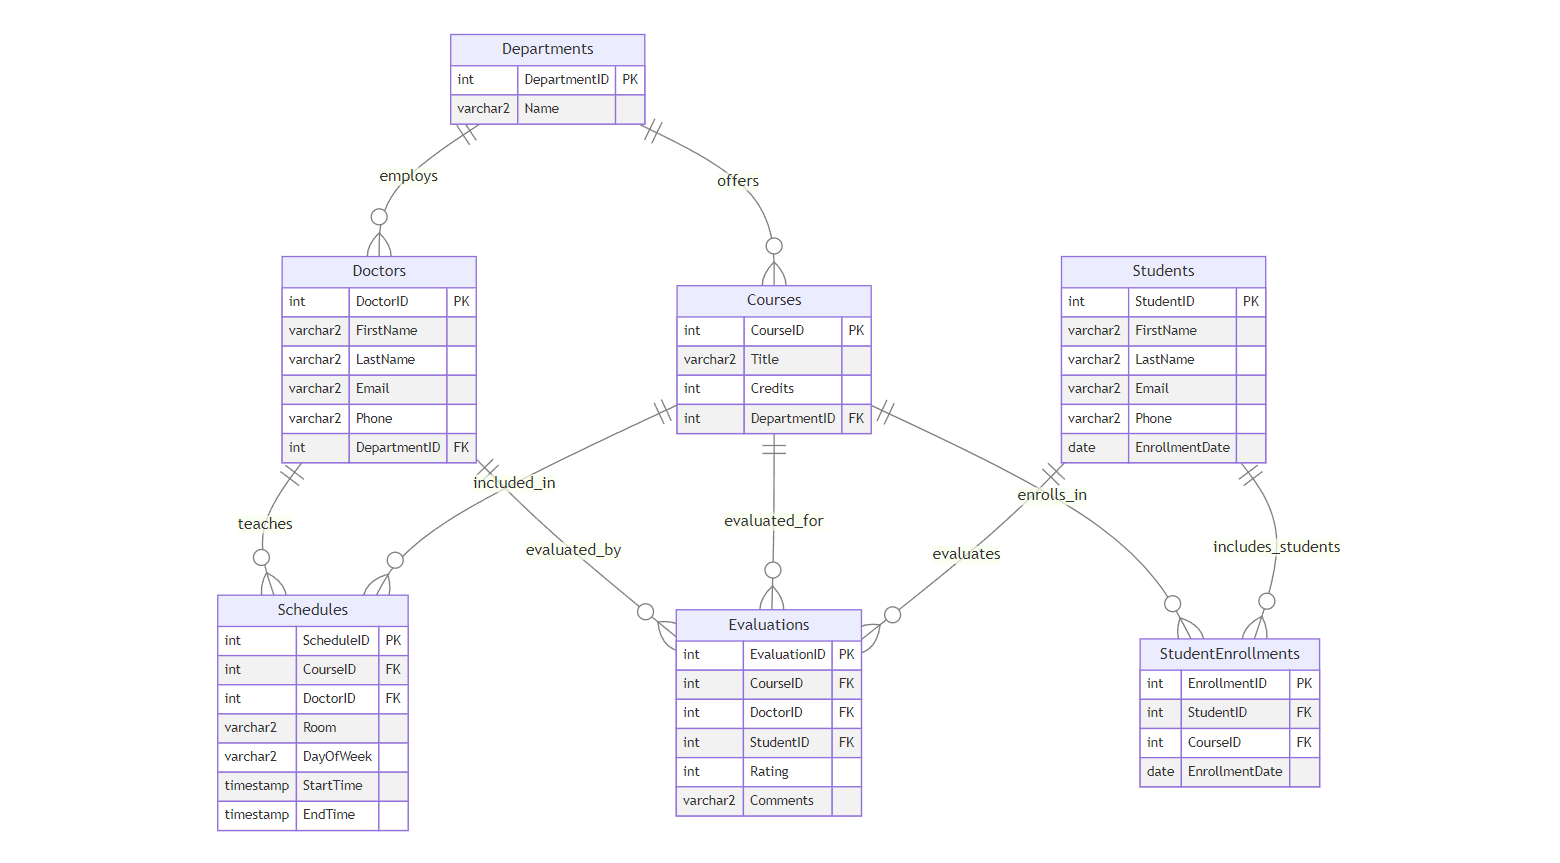 Departments
int DepartmentID PK
varchar2 Name
employs
offers
Doctors
int DoctorID PK
varchar2 FirstName
varchar2 LastName
varchar2 Email
varchar2 Phone
int DepartmentID FK
Courses
int CourseID PK
varchar2 Title
int Credits
int DepartmentID FK
Students
int StudentID PK
varchar2 FirstName
varchar2 LastName
varchar2 Email
varchar2 Phone
date EnrollmentDate
teaches
included_in
evaluated_by
evaluated_for
evaluates
enrolls_in
includes_students
Schedules
int ScheduleID PK
int CourseID FK
int DoctorID FK
varchar2 Room
varchar2 DayOfWeek
timestamp StartTime
timestamp EndTime
Evaluations
int EvaluationID PK
int CourseID FK
int DoctorID FK
int StudentID FK
int Rating
varchar2 Comments
StudentEnrollments
int EnrollmentID PK
int StudentID FK
int CourseID FK
date EnrollmentDate